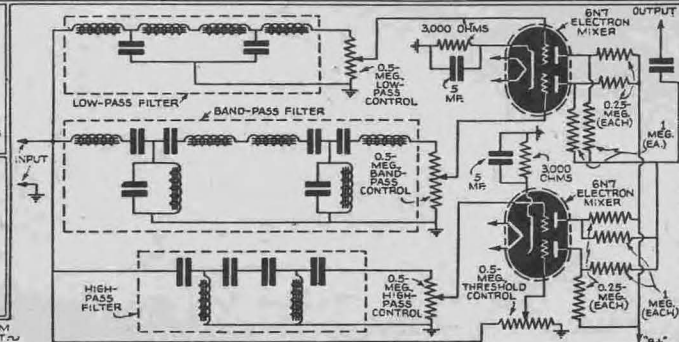 LOW-PASS FILTER
0.5-
MEG.
LOW-
PASS
CONTROL
3,000 OHMS
5
MF.
6N7
ELECTRON
MIXER
OUTPUT
0.25-
MEG.
(EACH)
1
MEG.
(EA.)
BAND-PASS FILTER
INPUT
0.5-
MEG.
BAND-
PASS
CONTROL
5
MF.
3,000
OHMS
6N7
ELECTRON
MIXER
HIGH-
PASS
FILTER
0.5-
MEG.
HIGH-
PASS
CONTROL
0.5-
MEG.
THRESHOLD
CONTROL
0.25-
MEG.
(EACH)
1
MEG.
(EACH)
"B+"